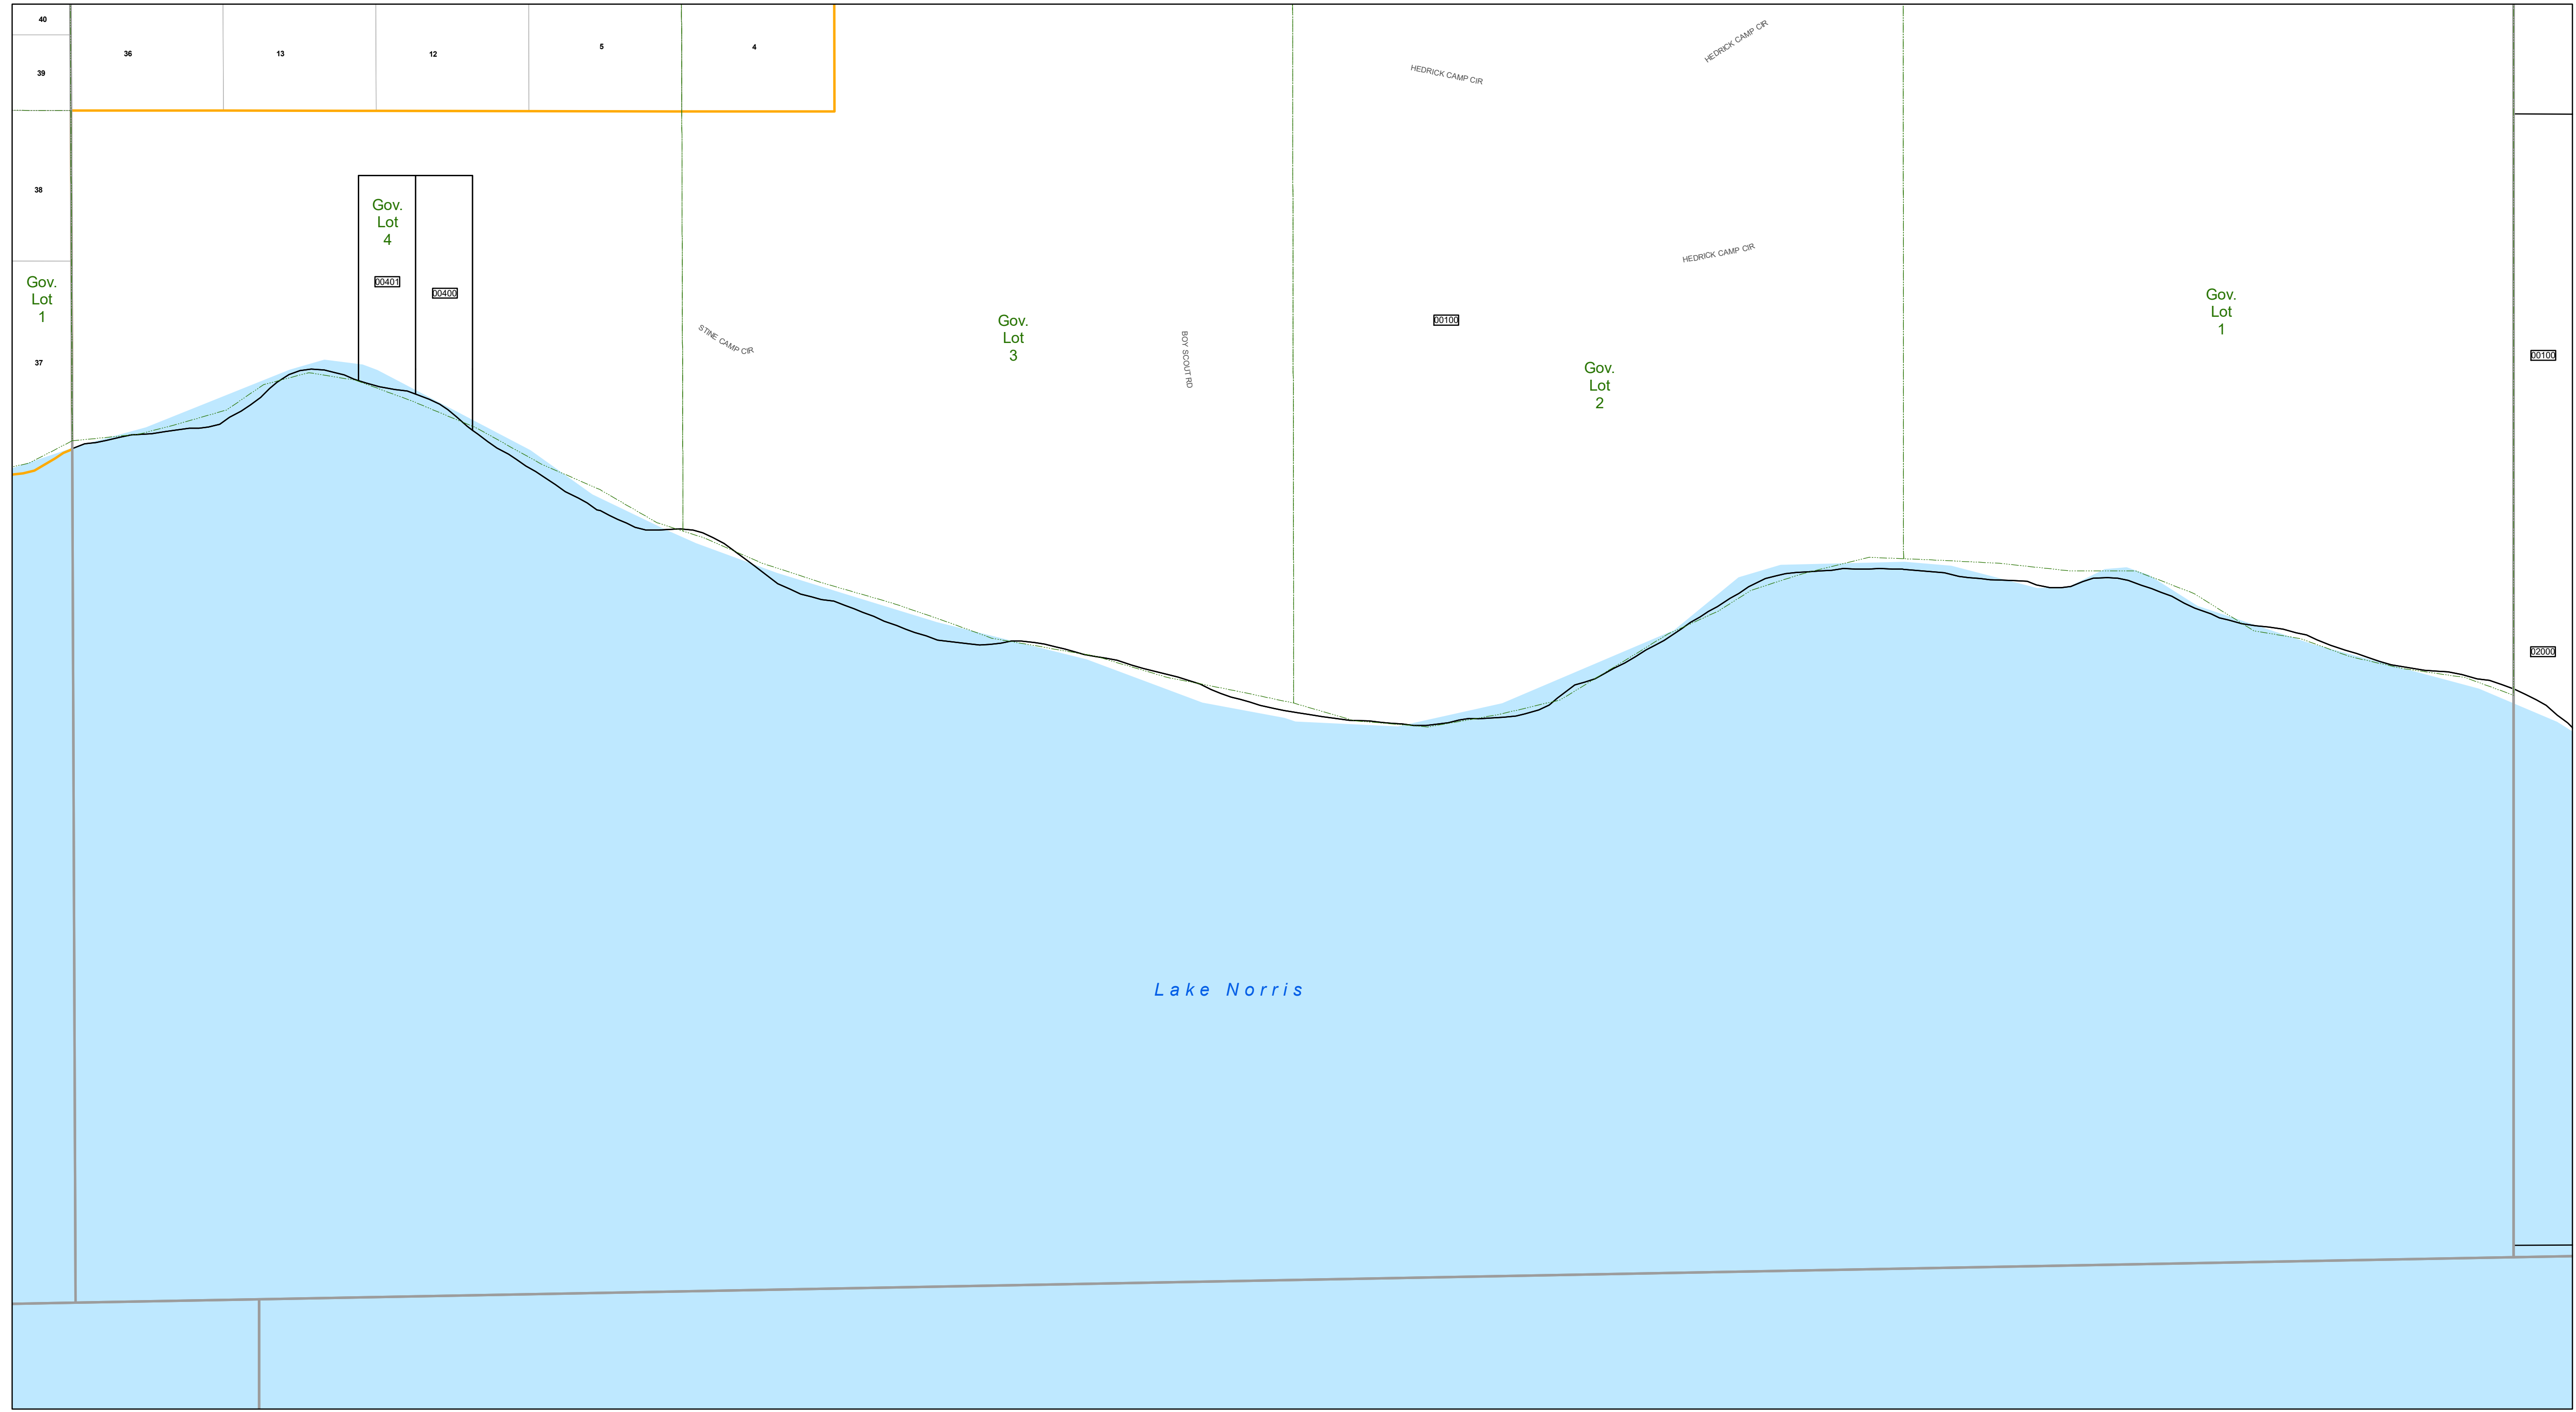 40
36
13
12
5
4
39
HEDRICK CAMP CIR
HEDRICK CAMP CIR
38
Gov.
Lot
4
00401
00400
Gov.
Lot
1
37
STINE CAMP CIR
Gov.
Lot
3
BOY SCOUT RD
00100
HEDRICK CAMP CIR
Gov.
Lot
2
Gov.
Lot
1
00100
02000
Lake Norris